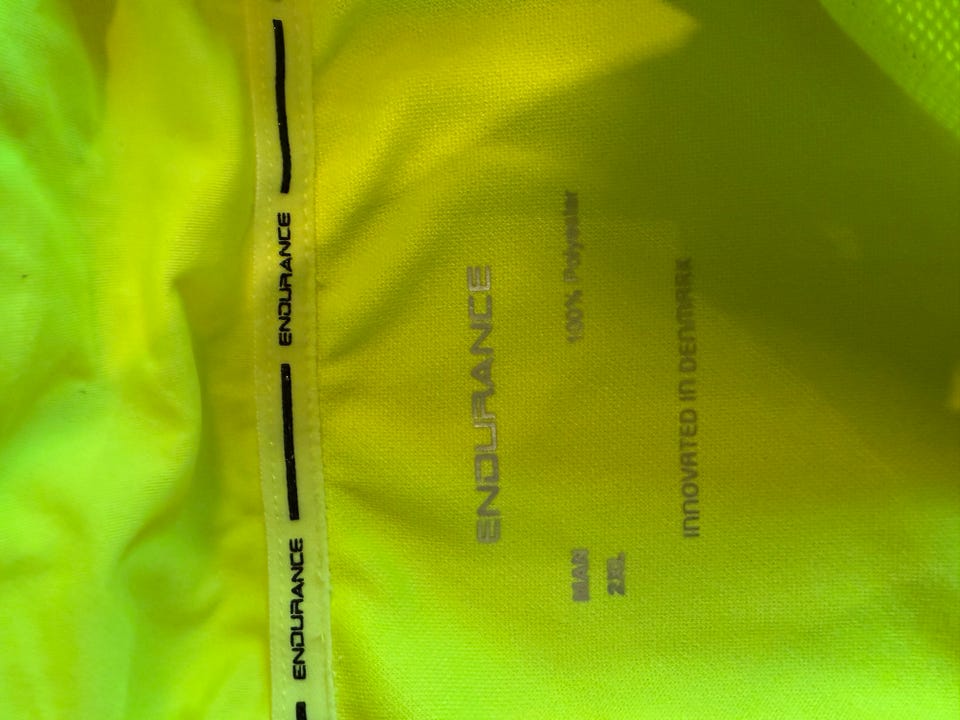 ENDURANCE ENDURANCE
ENDURANCE
MAN 100% Polyester
2XL
INNOVATED IN DENMARK